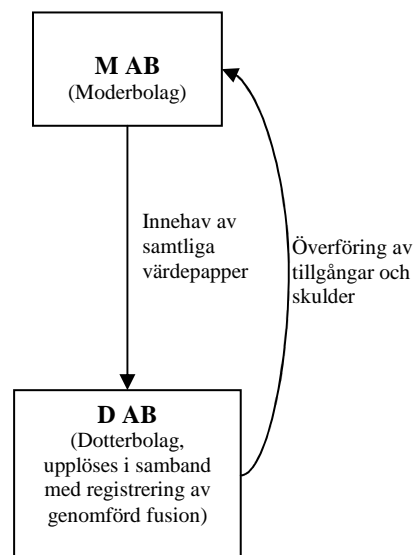 M AB
(Moderbolag)
Innehav av
samtliga
värdepapper
Överföring av
tillgångar och
skulder
D AB
(Dotterbolag,
upplöses i samband
med registrering av
genomförd fusion)